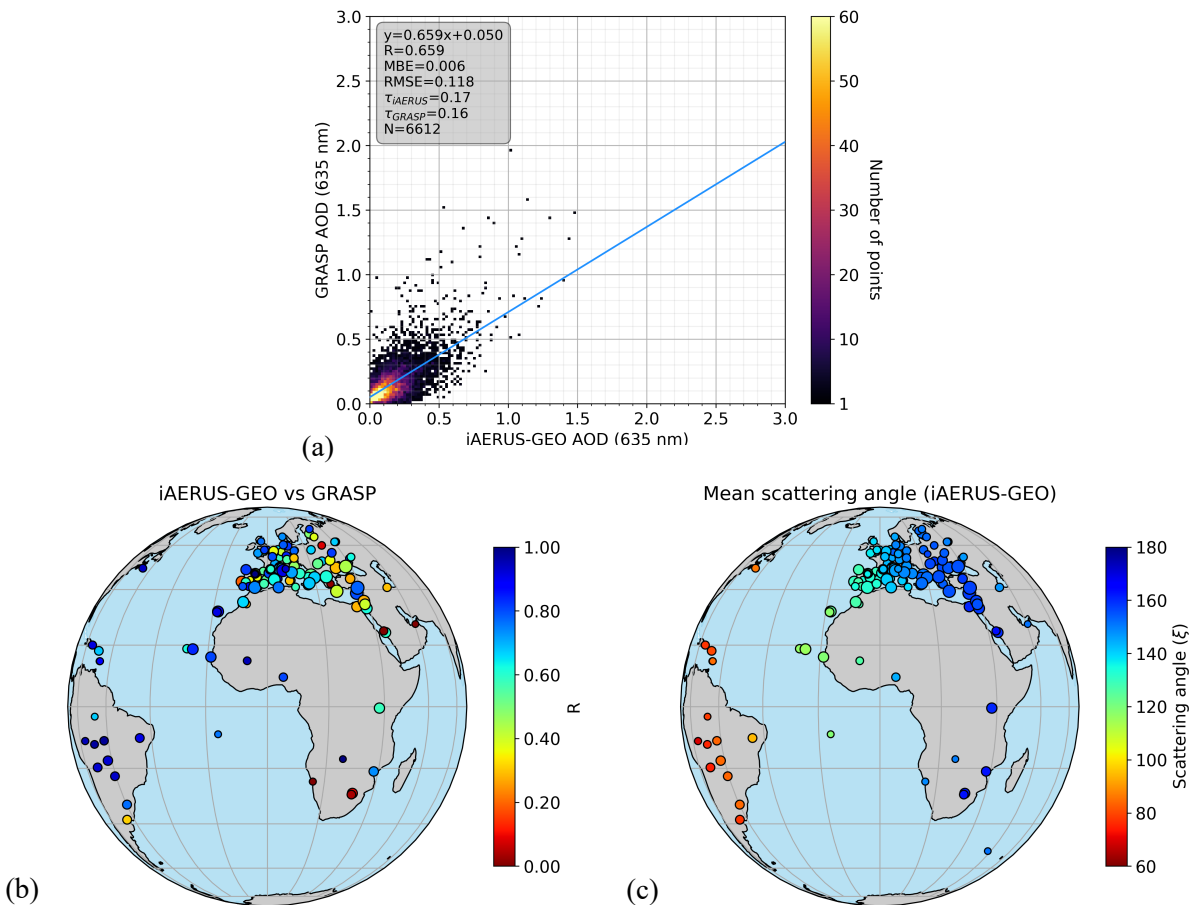 y=0.659x+0.050
R=0.659
MBE=0.006
RMSE=0.118
τiAERUS=0.17
τGRASP=0.16
N=6612
3.0
2.5
2.0
1.5
1.0
0.5
0.0
GRASP AOD (635 nm)
0.0 0.5 1.0 1.5 2.0 2.5 3.0
iAERUS-GEO AOD (635 nm)
60
50
40
30
20
10
1
Number of points
(a)
iAERUS-GEO vs GRASP
1.00
0.80
0.60
0.40
0.20
0.00
R
(b)
Mean scattering angle (iAERUS-GEO)
180
160
140
120
100
80
60
Scattering angle (ξ)
(c)